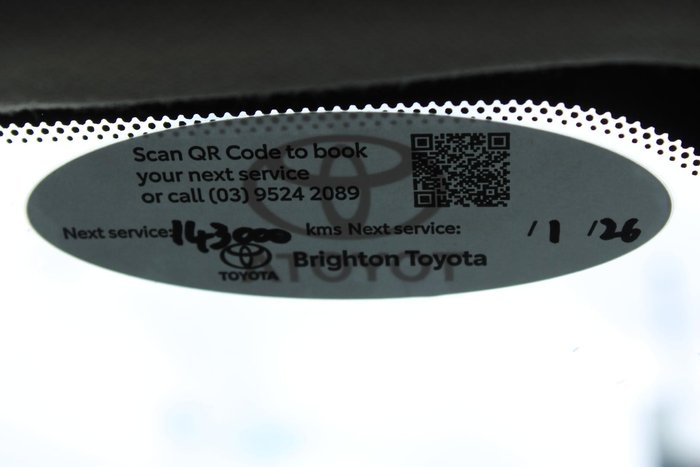 Scan QR Code to book
your next service
or call (03) 9524 2089
Next service: 143000 kms Next service: / 1 / 26
TOYOTA Brighton Toyota
TOYOT